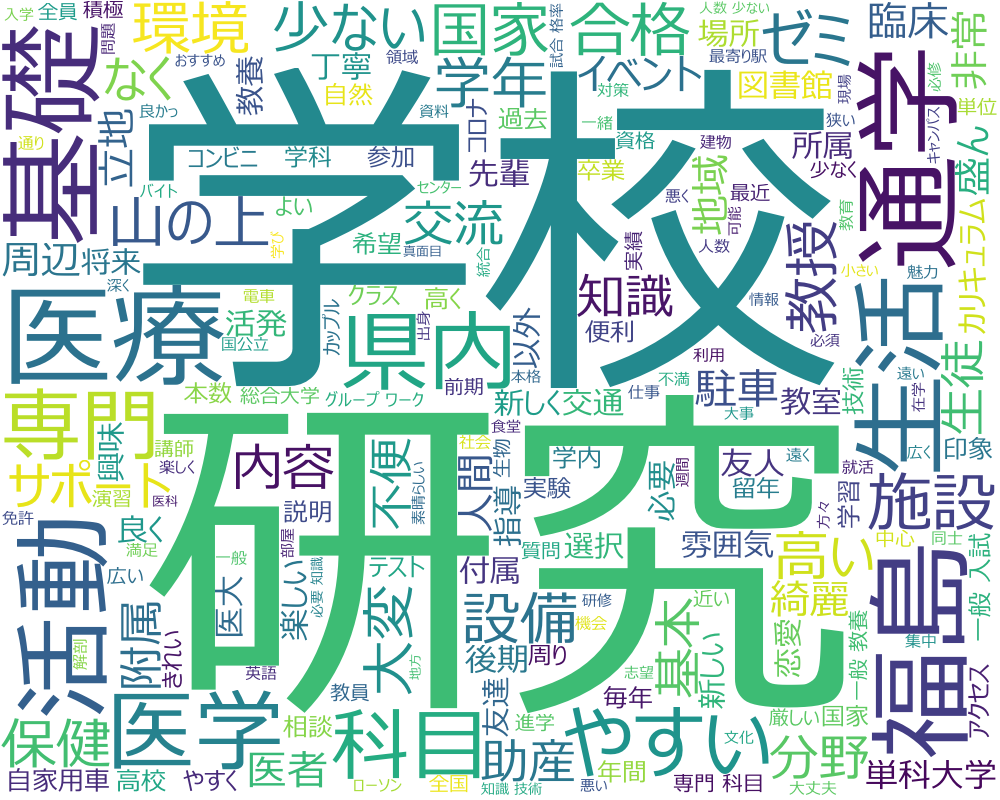 入学
全員
積極
環境
少ない
国家
合格
試合
格率
人数 少ない
場所
最寄り駅
ゼミ
臨床
非常
問題
基礎
なく
おすすめ
領域
丁寧
学年
イベント
対策
図書館
現場
必修
良かっ
教養
自然
資料
コロナ
過去
一緒
資格
狭い
単位
通り
立地
コンビニ
学科
参加
先輩
卒業
建物
所属
少なく
キャンパス
盛ん
通学
バイト
センター
学校
山の上
よい
交流
悪く
地域
最近
可能
教育
周辺
将来
学び
希望
真面目
統合
実績
人数
教授
小さい
魅力
カリキュラム
深く
電車
カップル
クラス
高く
出身
知識
情報
医療
活発
国公立
県内
以外
便利
利用
必須
生活
生徒
本数
総合大学
前期
本格
不満
仕事
駐車
遠い
専門
グループ ワーク
新しく
交通
大事
教室
技術
在学
興味
講師
食堂
研究
サポート
楽しく
内容
不便
社会
生物
学内
週間
友人
遠く
就活
広く
印象
演習
医科
素晴らしい
人間
指導
実験
必要
留年
方々
学習
施設
免許
説明
部屋
良く
満足
一般
テスト
質問
選択
雰囲気
中心
同士
入試
活動
広い
医大
楽しい
必要 知識
大変
付属
近い
高い
福島
附属
設備
研修
機会
綺麗
一般
解剖
きれい
英語
地方
後期
周り
志望
基本
新しい
恋愛
一般 教養
集中
アクセス
保健
医学
教員
友達
毎年
進学
文化
厳しい
国家
相談
科目
やすい
分野
自家用車
高校
やすく
医者
ローソン
全国
助産
知識 技術
年間
悪い
専門 科目
大丈夫
単科大学